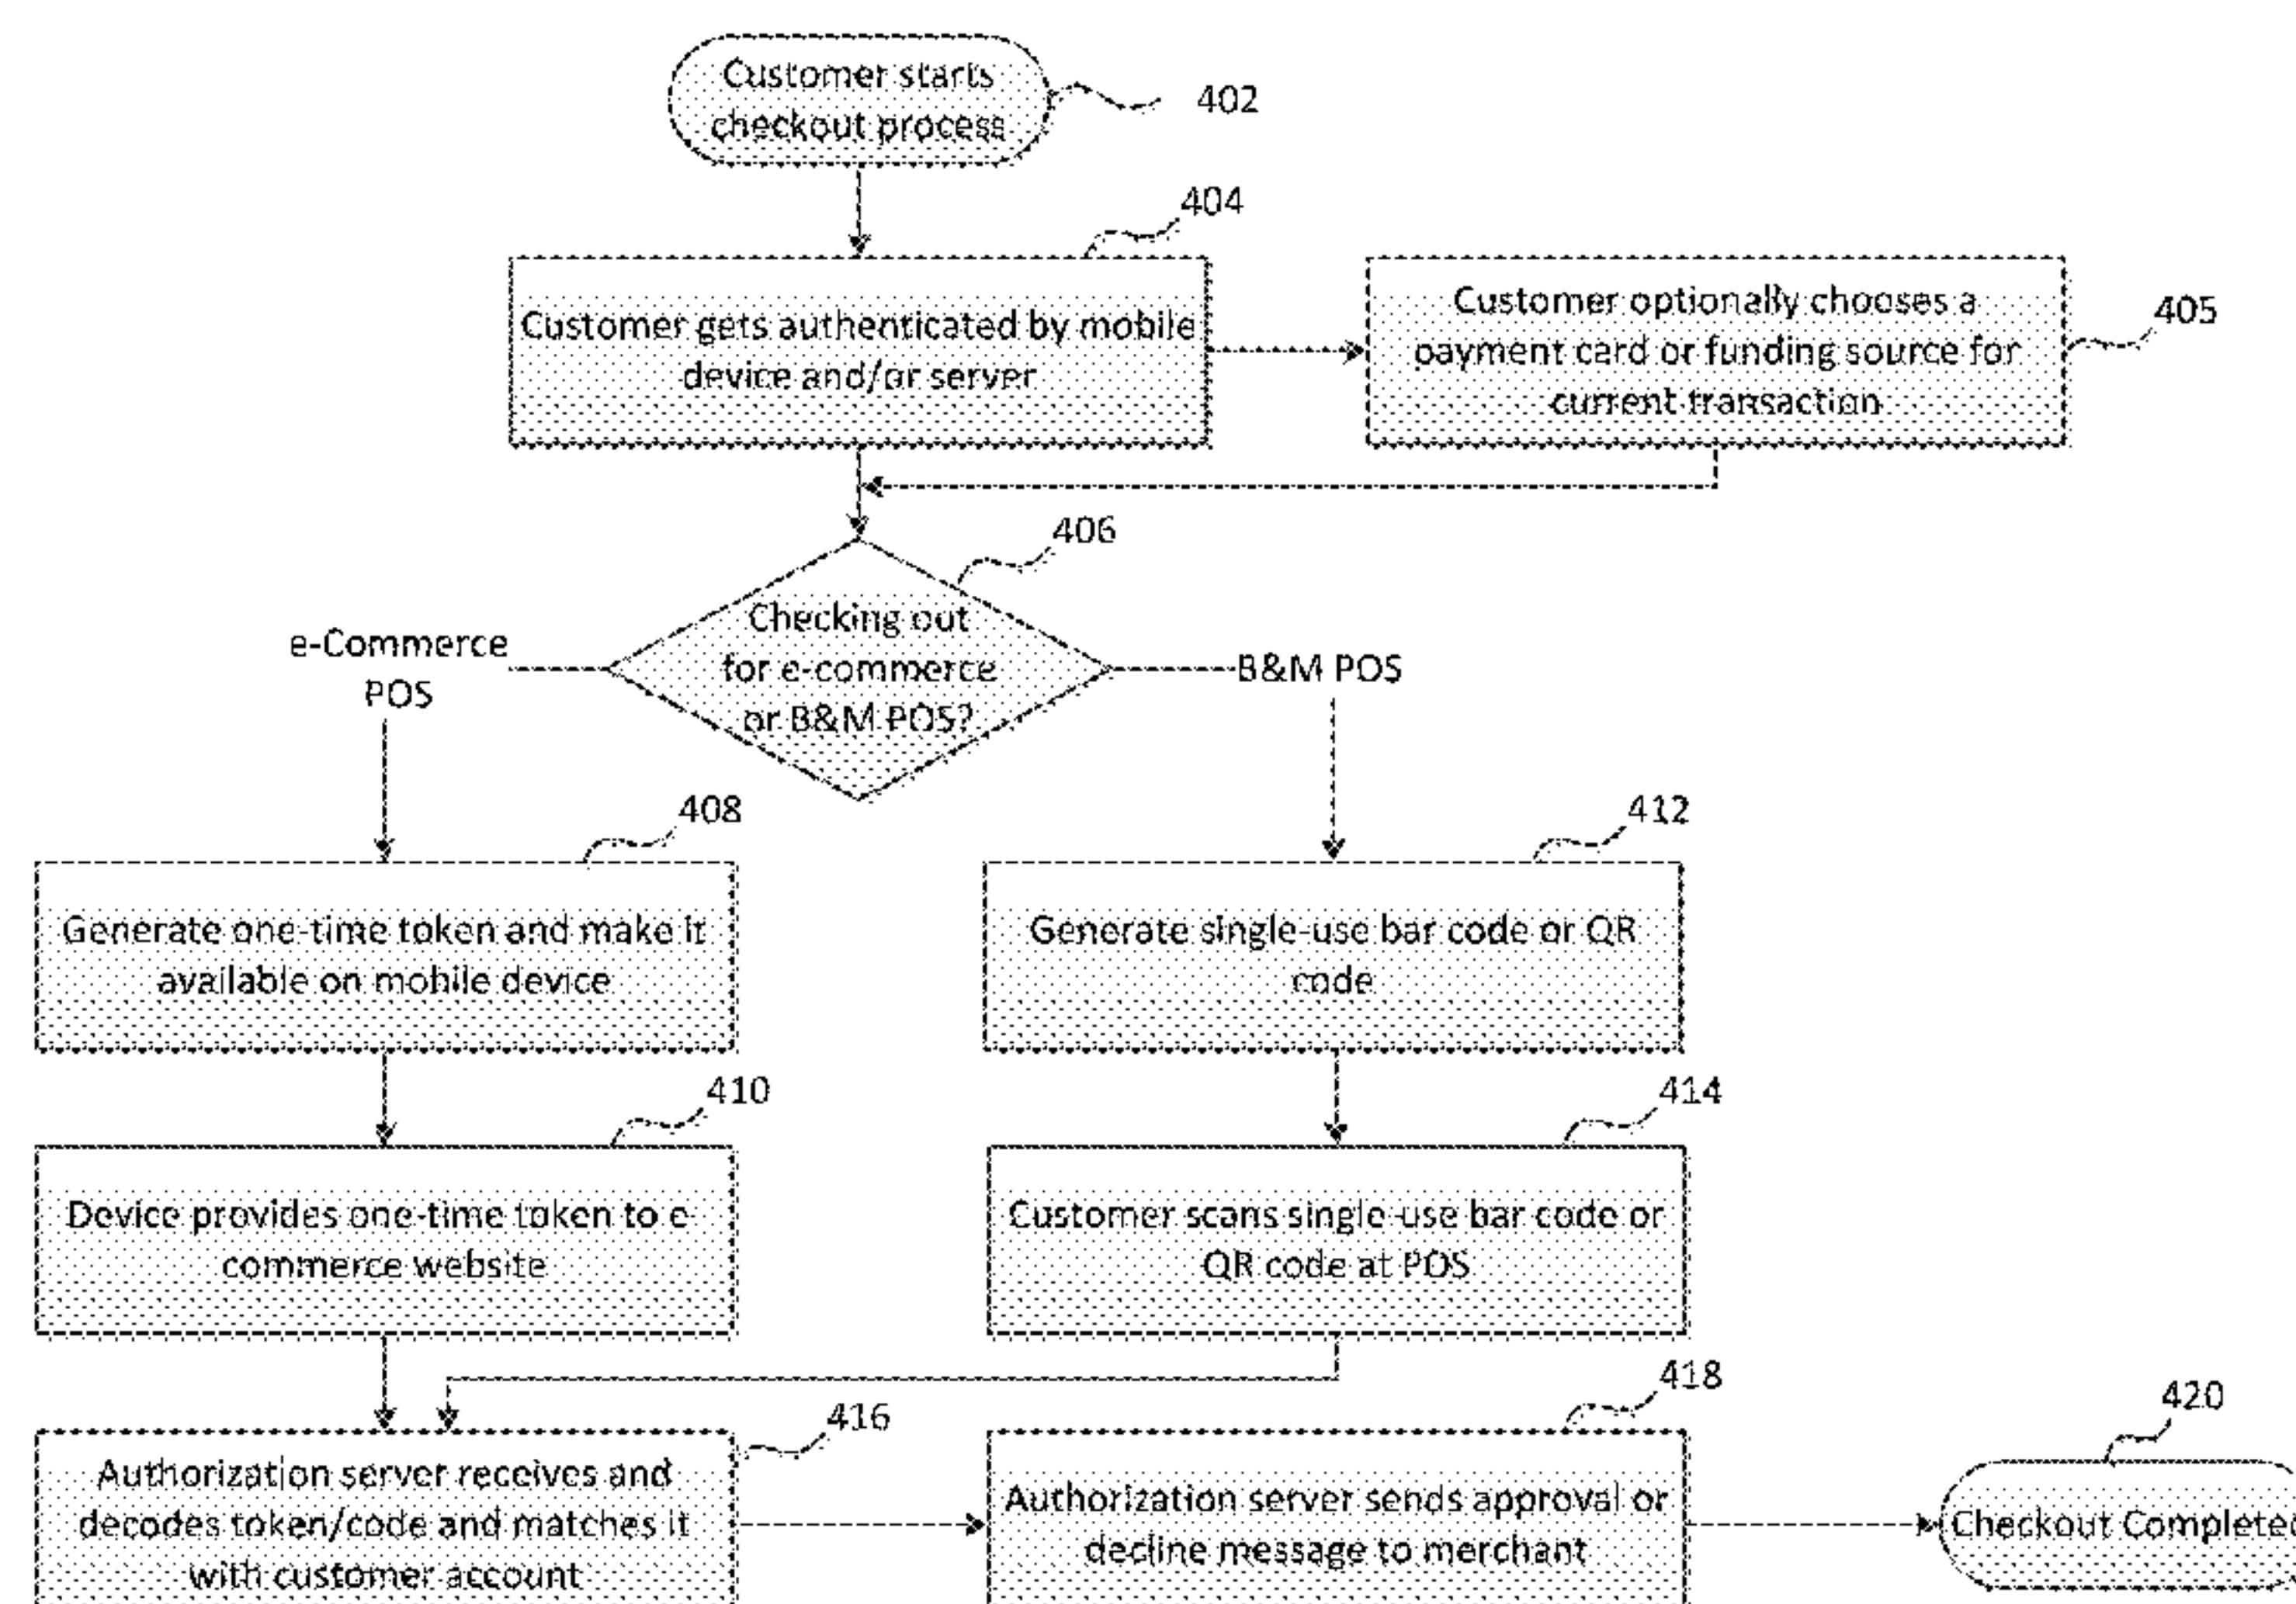 Customer starts
checkout process
402
404
Customer gets authenticated by mobile
device and/or server
Customer optionally chooses a
payment card or funding source for
current transaction
405
406
Checking out
for e-commerce
or B&M POS?
e-Commerce
POS
B&M POS
408
Generate one-time token and make it
available on mobile device
412
Generate single-use bar code or QR
code
410
Device provides one-time token to e-
commerce website
414
Customer scans single-use bar code or
QR code at POS
416
Authorization server receives and
decodes token/code and matches it
with customer account
418
Authorization server sends approval or
decline message to merchant
420
Checkout Completed